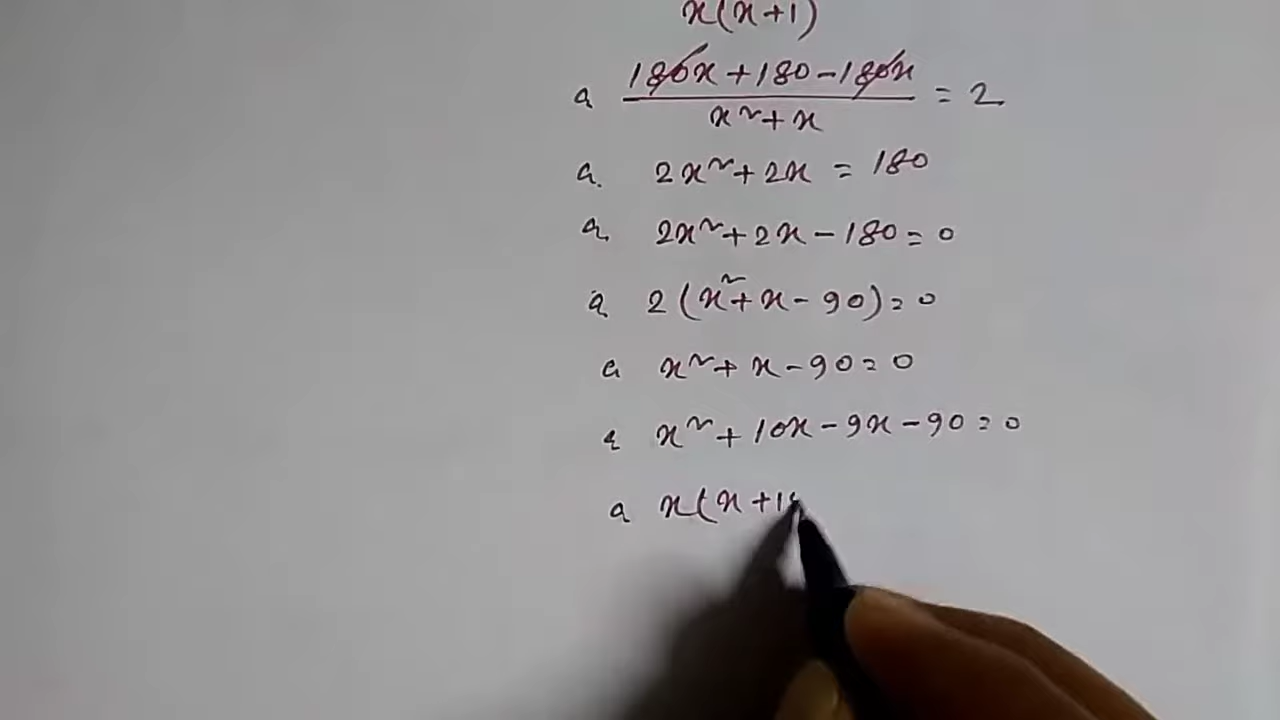 x(x+1)
a (180x + 180 - 180x) / (x² + x) = 2
a. 2x² + 2x = 180
a, 2x² + 2x - 180 = 0
a 2(x² + x - 90) = 0
a x² + x - 90 = 0
a x² + 10x - 9x - 90 = 0
a x(x + 10